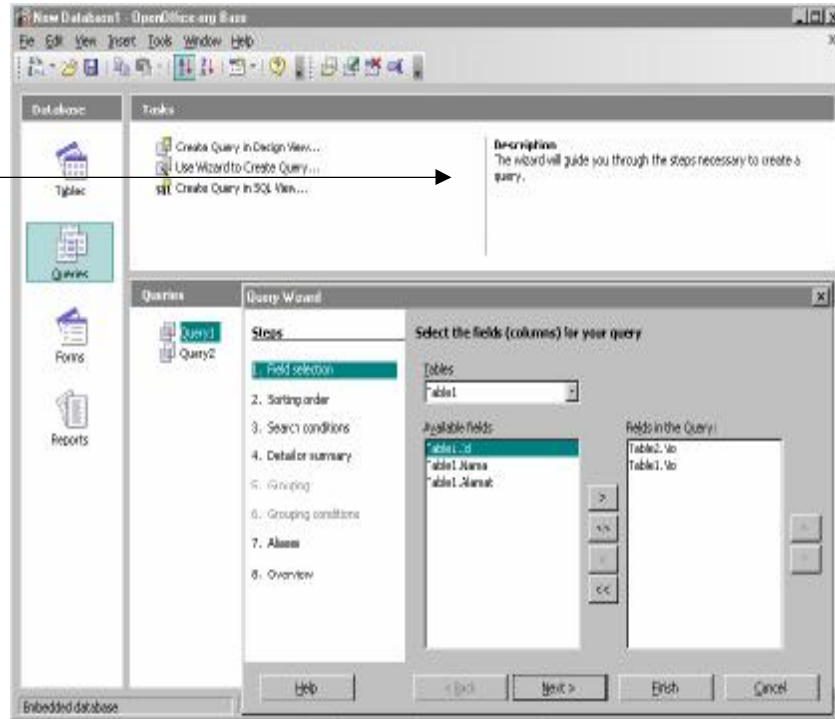 New Database1 - OpenOffice.org Base
File Edit View Insert Tools Window Help
Database
Tasks
Tables
Queries
Forms
Reports
Create Query in Design View...
Use Wizard to Create Query...
Create Query in SQL View...
Description
The wizard will guide you through the steps necessary to create a
query.
Queries
Query1
Query2
Query Wizard
Steps
1. Field selection
2. Sorting order
3. Search conditions
4. Detail or summary
5. Grouping
6. Grouping conditions
7. Aliases
8. Overview
Select the fields (columns) for your query
Tables
Table1
Available fields
Table1.Id
Table1.Nama
Table1.Alamat
>
>>
<
<<
Fields in the Query:
Table2.No
Table1.No
Help
< Back
Next >
Finish
Cancel
Embedded database